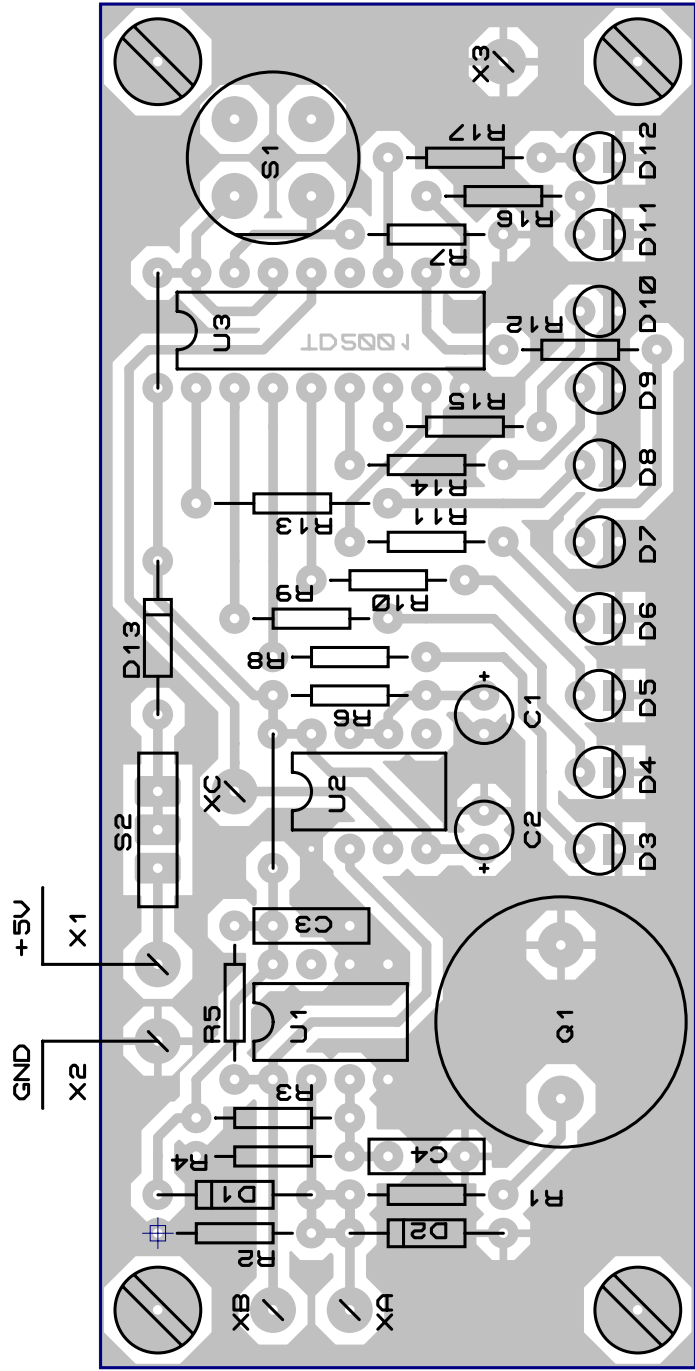 X3
R17
D12
S1
R16
D11
R7
D10
U3
R12
TDS001
D9
R15
D8
R14
R13
R11
D7
R9
R10
D6
D13
R8
D5
R6
C1
XC
U2
D4
S2
C2
D3
+5V
X1
C3
R5
U1
Q1
GND
X2
R3
R4
C4
D1
R1
D2
R2
XB
XA